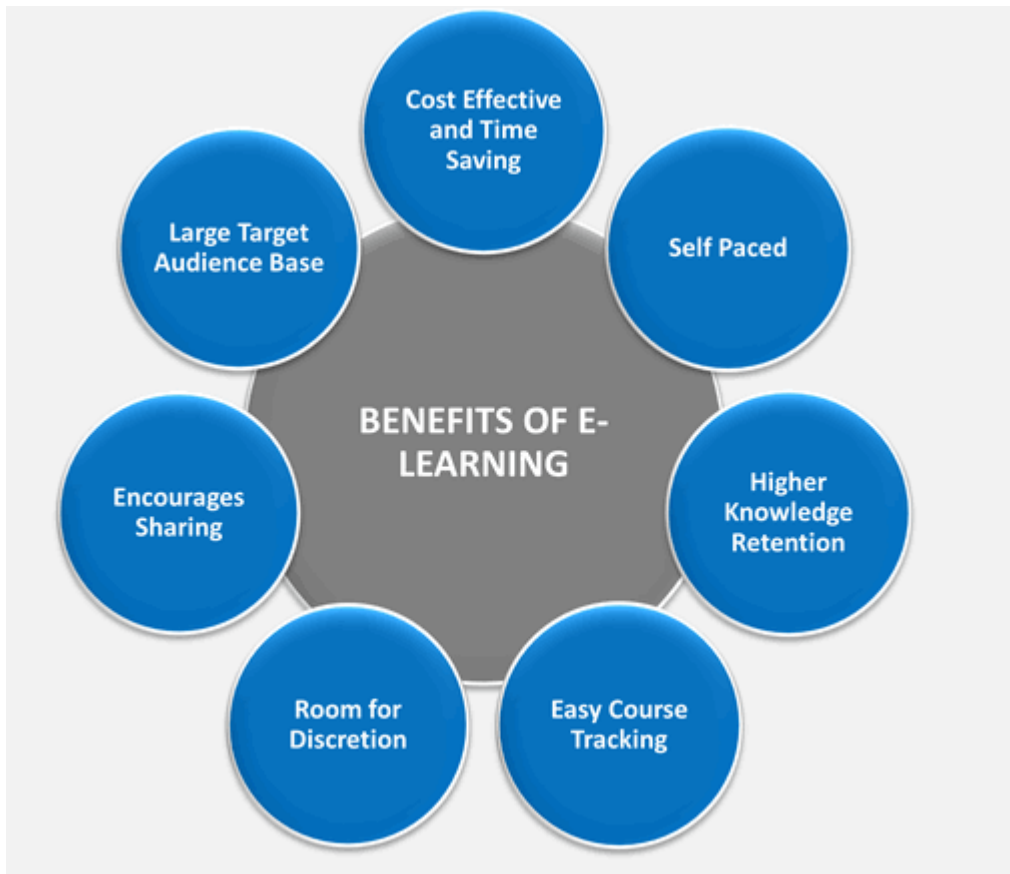 BENEFITS OF E-
LEARNING
Cost Effective
and Time
Saving
Self Paced
Higher
Knowledge
Retention
Easy Course
Tracking
Room for
Discretion
Encourages
Sharing
Large Target
Audience Base